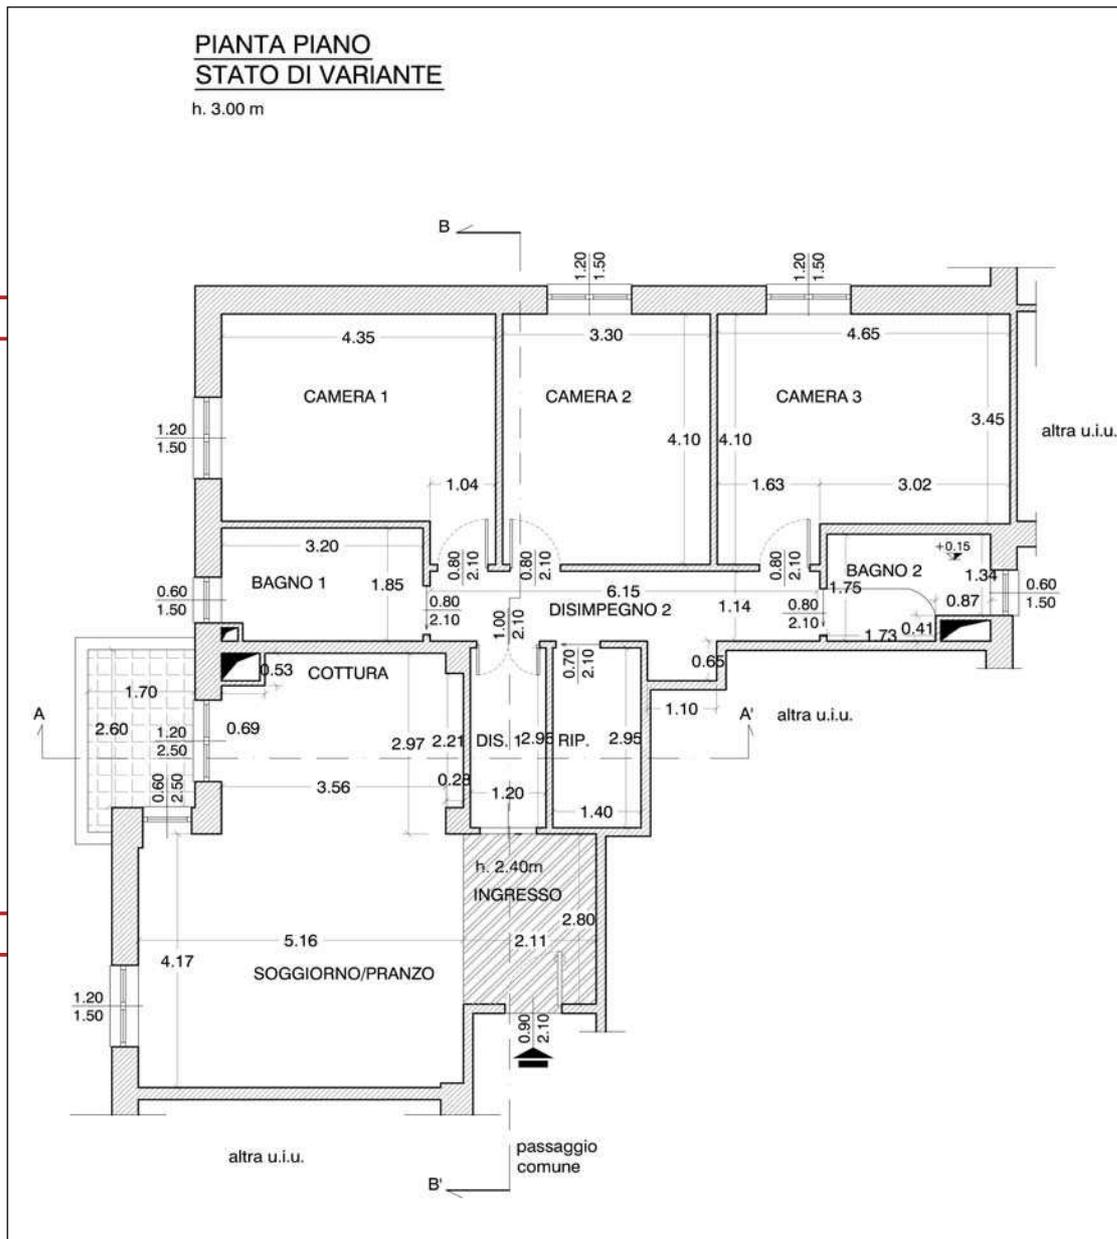 PIANTA PIANO
STATO DI VARIANTE
h. 3.00 m
B
1.20
1.50
1.20
1.50
4.35
3.30
4.65
CAMERA 1
CAMERA 2
CAMERA 3
3.45
altra u.i.u.
1.20
1.50
4.10
4.10
1.04
1.63
3.02
3.20
BAGNO 1
1.85
0.80
2.10
0.80
2.10
0.80
2.10
+0.15
BAGNO 2
1.34
0.60
1.50
0.60
1.50
6.15
0.80
2.10
DISIMPEGNO 2
1.14
0.80
2.10
1.75
0.87
1.00
2.10
1.73
0.41
COTTURA
0.53
0.70
2.10
0.65
1.70
1.10
A
2.60
0.69
1.20
2.50
2.97
2.21
DIS. 1
2.95
RIP.
2.95
A'
altra u.i.u.
0.60
2.50
3.56
0.28
1.20
1.40
h. 2.40m
INGRESSO
2.80
5.16
2.11
4.17
SOGGIORNO/PRANZO
1.20
1.50
0.90
2.10
altra u.i.u.
passaggio
comune
B'